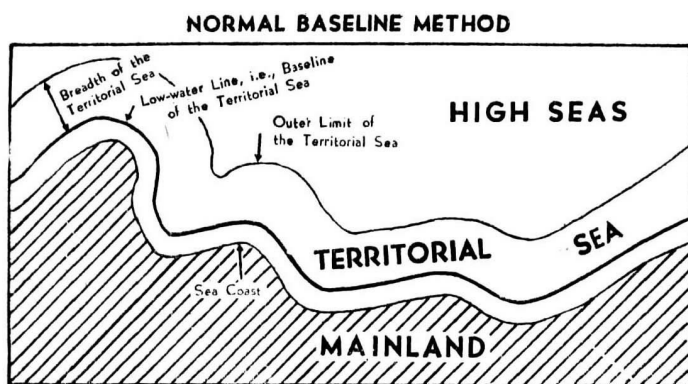 NORMAL BASELINE METHOD
Breadth of the
Territorial Sea
Low-water Line, i.e., Baseline
of the Territorial Sea
Outer Limit of
the Territorial Sea
HIGH SEAS
TERRITORIAL SEA
Sea Coast
MAINLAND